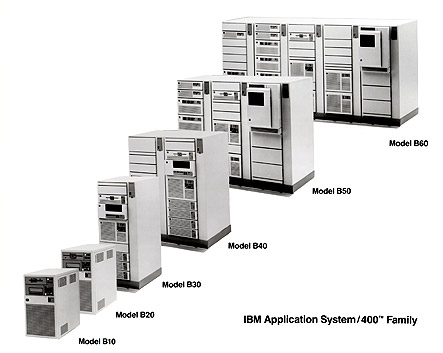 Model B60
Model B50
Model B40
Model B30
Model B20
Model B10
IBM Application System/400™ Family